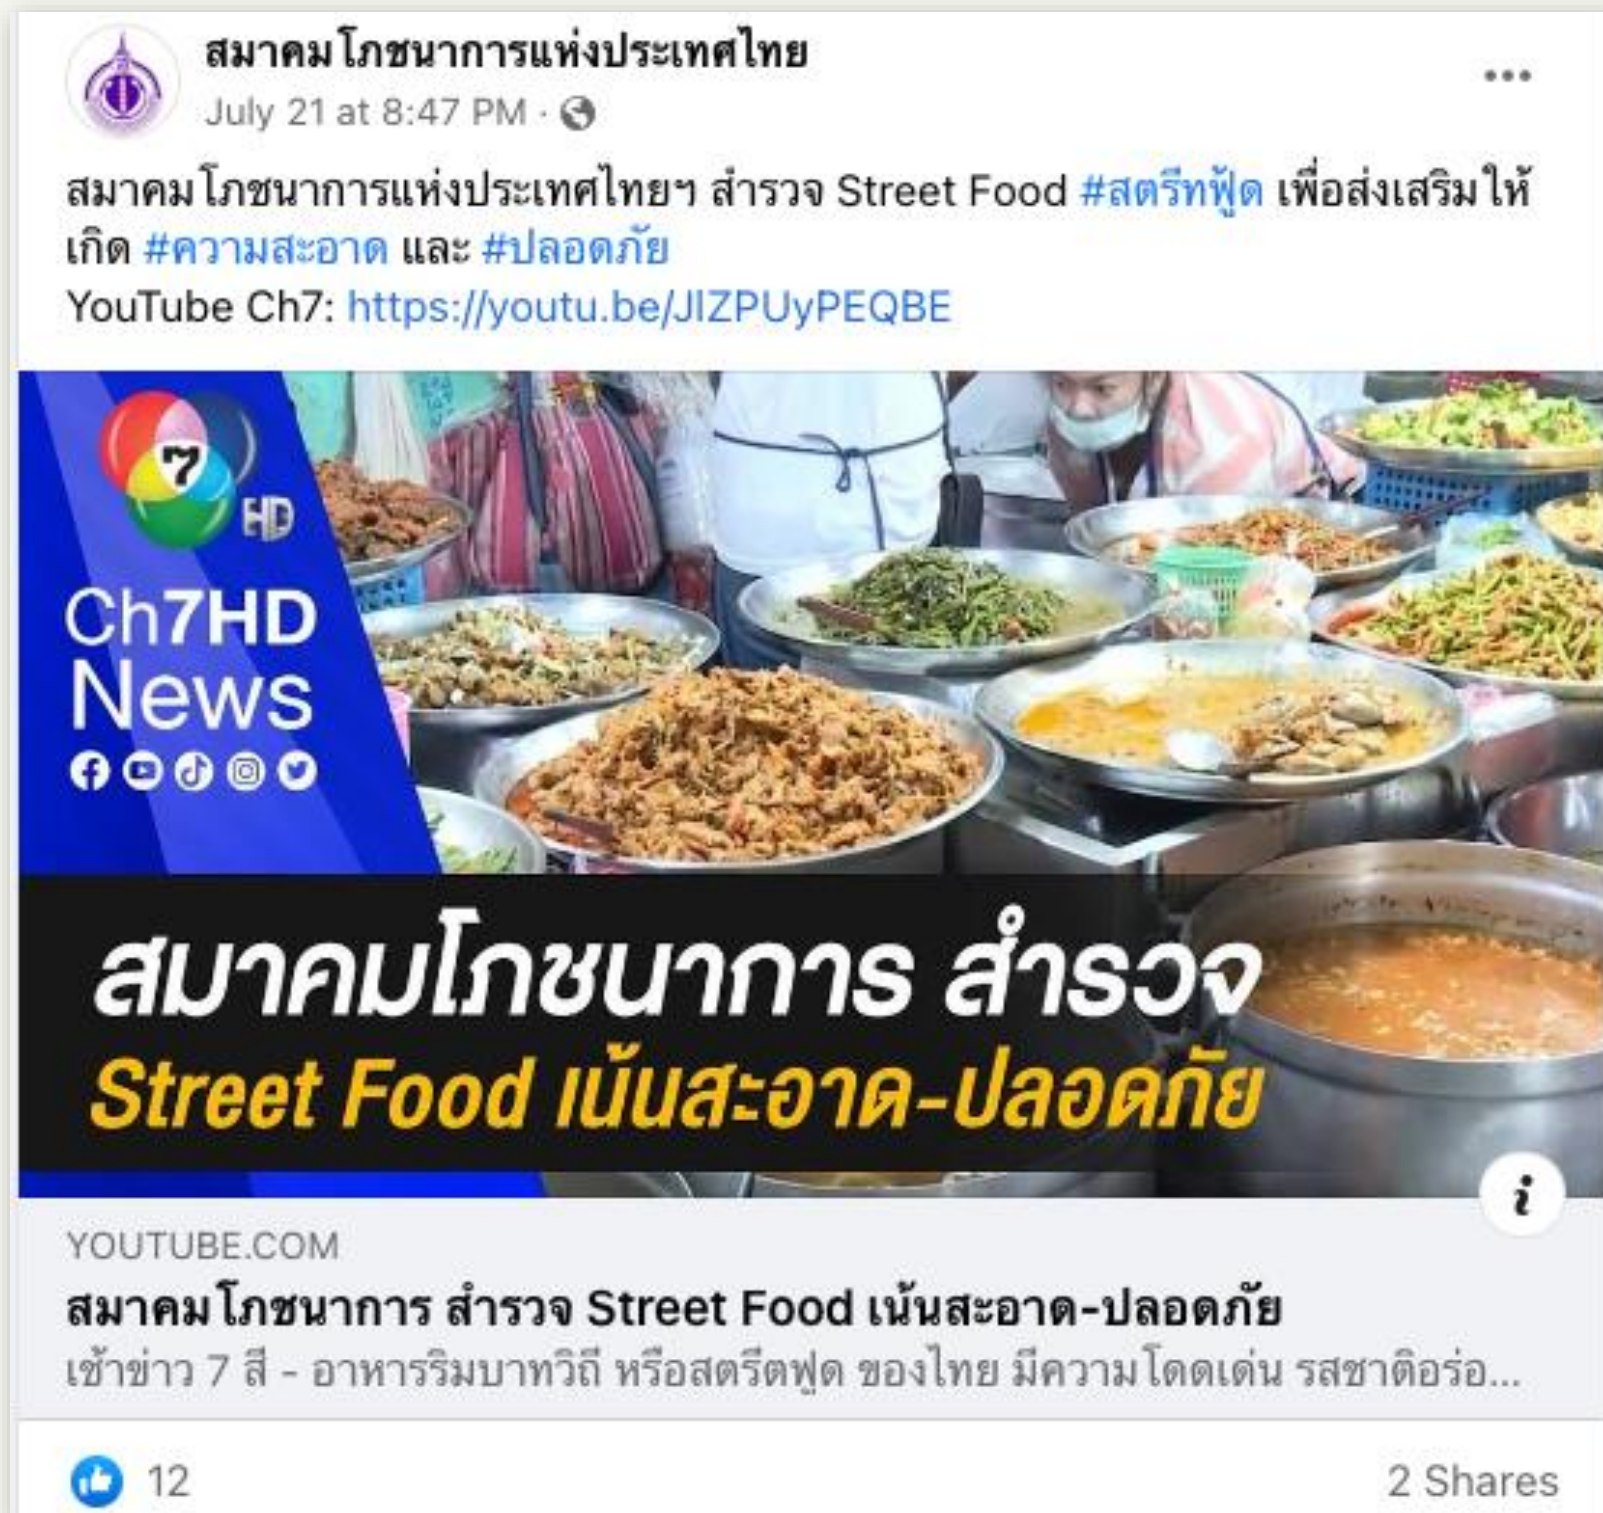 สมาคมโภชนาการแห่งประเทศไทย
July 21 at 8:47 PM ·
สมาคมโภชนาการแห่งประเทศไทยฯ สำรวจ Street Food #สตรีทฟู้ด เพื่อส่งเสริมให้
เกิด #ความสะอาด และ #ปลอดภัย
YouTube Ch7: https://youtu.be/JIZPUyPEQBE
7
HD
Ch7HD
News
สมาคมโภชนาการ สำรวจ
Street Food เน้นสะอาด-ปลอดภัย
YOUTUBE.COM
สมาคมโภชนาการ สำรวจ Street Food เน้นสะอาด-ปลอดภัย
เช้าข่าว 7 สี - อาหารริมบาทวิถี หรือสตรีตฟูด ของไทย มีความโดดเด่น รสชาติอร่อ...
12
2 Shares